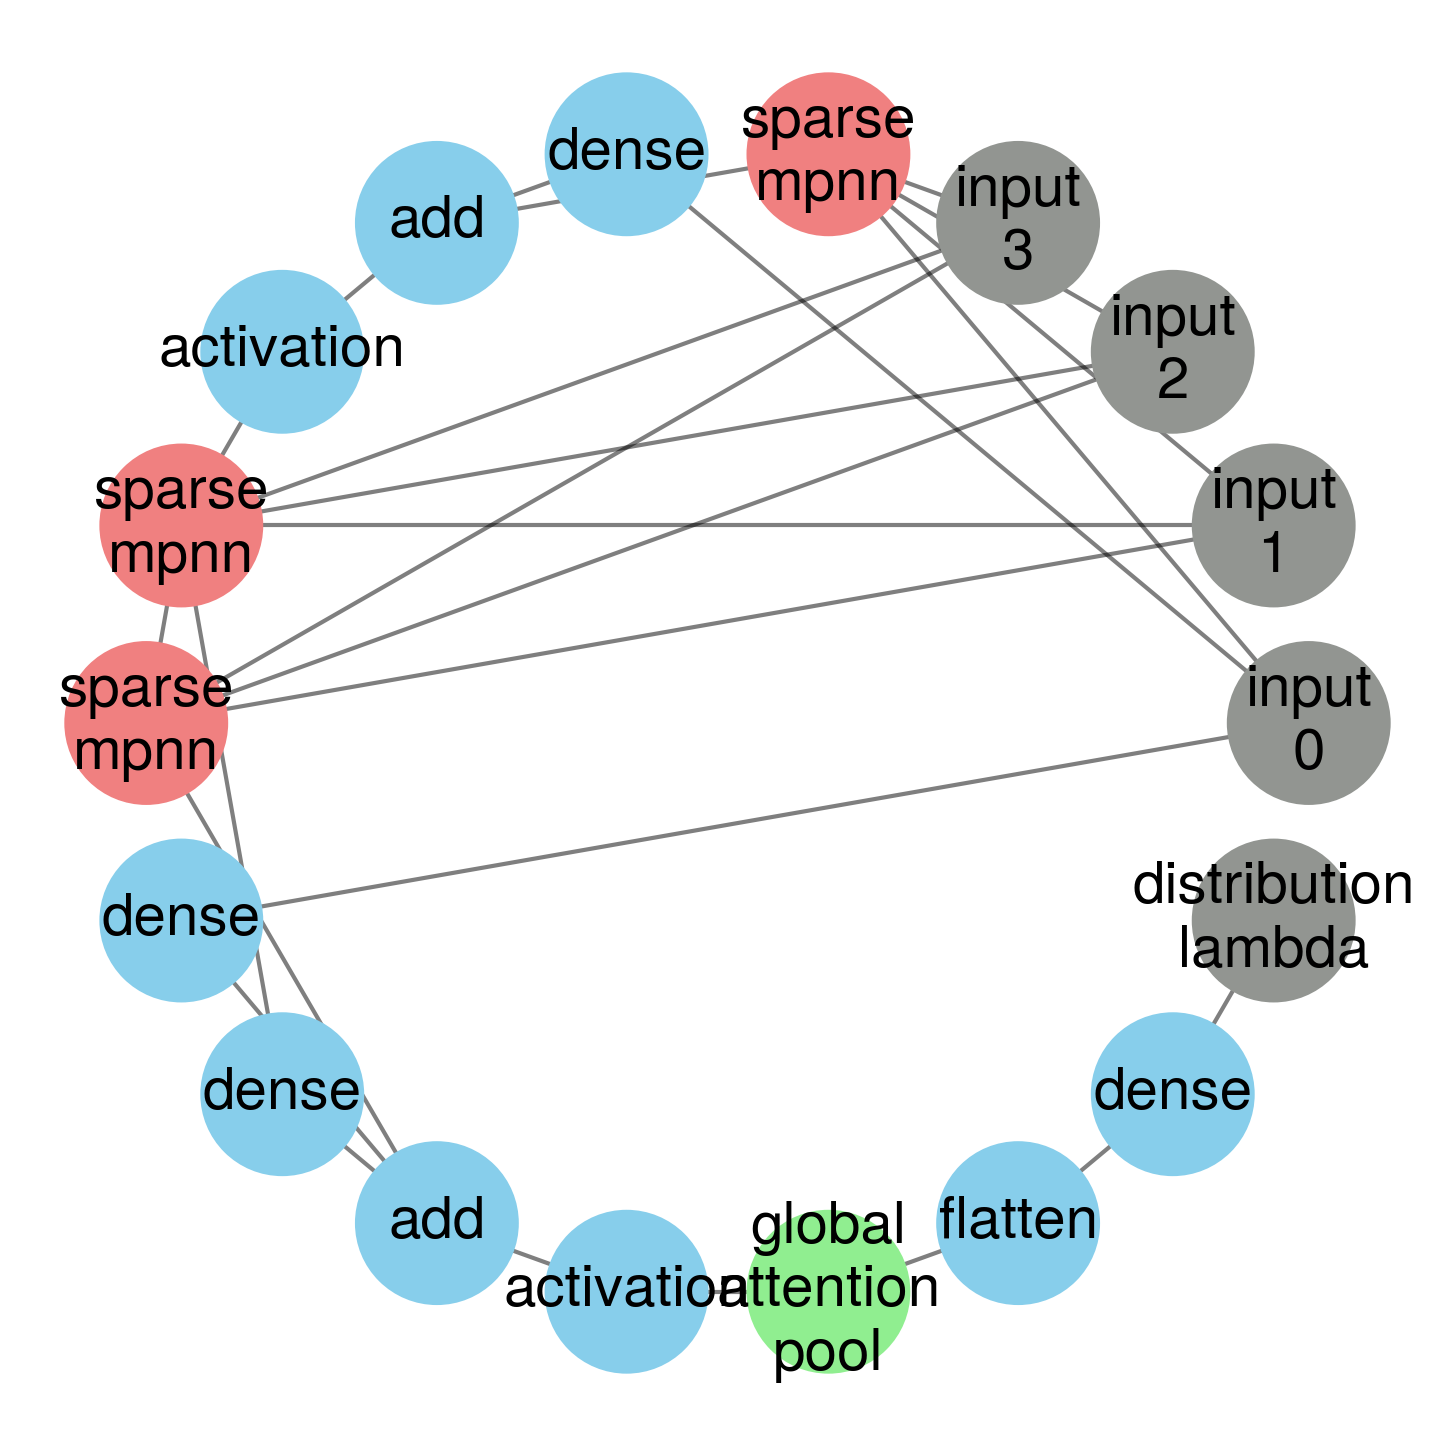 sparse
mpnn
dense
input
3
add
input
2
activation
sparse
mpnn
input
1
sparse
mpnn
input
0
dense
distribution
lambda
dense
dense
add
flatten
activation
global
attention
pool